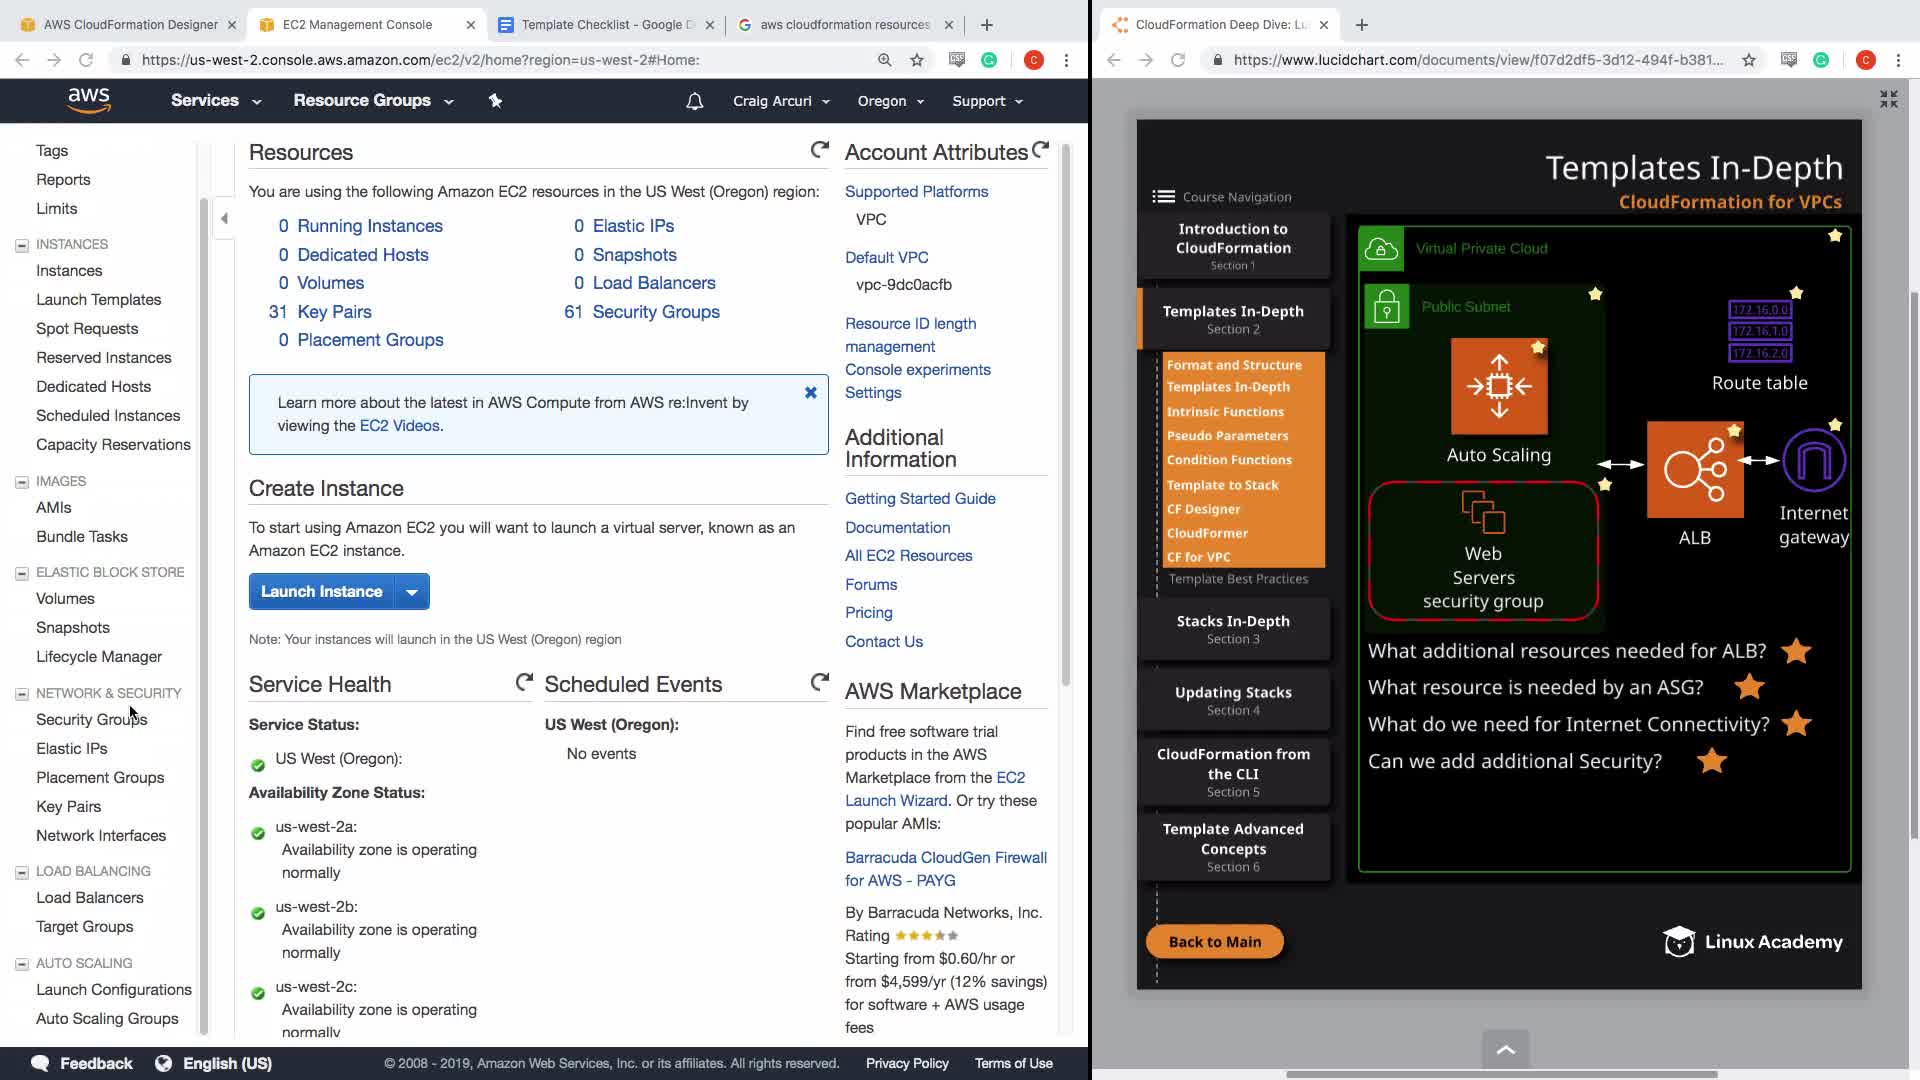 AWS CloudFormation Designer
EC2 Management Console
Template Checklist - Google D
aws cloudformation resources
https://us-west-2.console.aws.amazon.com/ec2/v2/home?region=us-west-2#Home:
C
aws
Services
Resource Groups
Craig Arcuri
Oregon
Support
Tags
Reports
Limits
INSTANCES
Instances
Launch Templates
Spot Requests
Reserved Instances
Dedicated Hosts
Scheduled Instances
Capacity Reservations
IMAGES
AMIs
Bundle Tasks
ELASTIC BLOCK STORE
Volumes
Snapshots
Lifecycle Manager
NETWORK & SECURITY
Security Groups
Elastic IPs
Placement Groups
Key Pairs
Network Interfaces
LOAD BALANCING
Load Balancers
Target Groups
AUTO SCALING
Launch Configurations
Auto Scaling Groups
Resources
You are using the following Amazon EC2 resources in the US West (Oregon) region:
0 Running Instances
0 Elastic IPs
0 Dedicated Hosts
0 Snapshots
0 Volumes
0 Load Balancers
31 Key Pairs
61 Security Groups
0 Placement Groups
Learn more about the latest in AWS Compute from AWS re:Invent by
viewing the EC2 Videos.
Create Instance
To start using Amazon EC2 you will want to launch a virtual server, known as an
Amazon EC2 instance.
Launch Instance
Note: Your instances will launch in the US West (Oregon) region
Service Health
Service Status:
US West (Oregon):
Availability Zone Status:
us-west-2a:
Availability zone is operating
normally
us-west-2b:
Availability zone is operating
normally
us-west-2c:
Availability zone is operating
normally
Scheduled Events
US West (Oregon):
No events
Account Attributes
Supported Platforms
VPC
Default VPC
vpc-9dc0acfb
Resource ID length
management
Console experiments
Settings
Additional
Information
Getting Started Guide
Documentation
All EC2 Resources
Forums
Pricing
Contact Us
AWS Marketplace
Find free software trial
products in the AWS
Marketplace from the EC2
Launch Wizard. Or try these
popular AMIs:
Barracuda CloudGen Firewall
for AWS - PAYG
By Barracuda Networks, Inc.
Rating
Starting from $0.60/hr or
from $4,599/yr (12% savings)
for software + AWS usage
fees
Feedback
English (US)
© 2008 - 2019, Amazon Web Services, Inc. or its affiliates. All rights reserved.
Privacy Policy
Terms of Use
CloudFormation Deep Dive: Lu
https://www.lucidchart.com/documents/view/f07d2df5-3d12-494f-b381...
C
Templates In-Depth
CloudFormation for VPCs
Course Navigation
Introduction to
CloudFormation
Section 1
Templates In-Depth
Section 2
Format and Structure
Templates In-Depth
Intrinsic Functions
Pseudo Parameters
Condition Functions
Template to Stack
CF Designer
CloudFormer
CF for VPC
Template Best Practices
Stacks In-Depth
Section 3
Updating Stacks
Section 4
CloudFormation from
the CLI
Section 5
Template Advanced
Concepts
Section 6
Back to Main
Virtual Private Cloud
Public Subnet
Auto Scaling
172.16.0.0
172.16.1.0
172.16.2.0
Route table
Web
Servers
security group
ALB
Internet
gateway
What additional resources needed for ALB?
What resource is needed by an ASG?
What do we need for Internet Connectivity?
Can we add additional Security?
Linux Academy